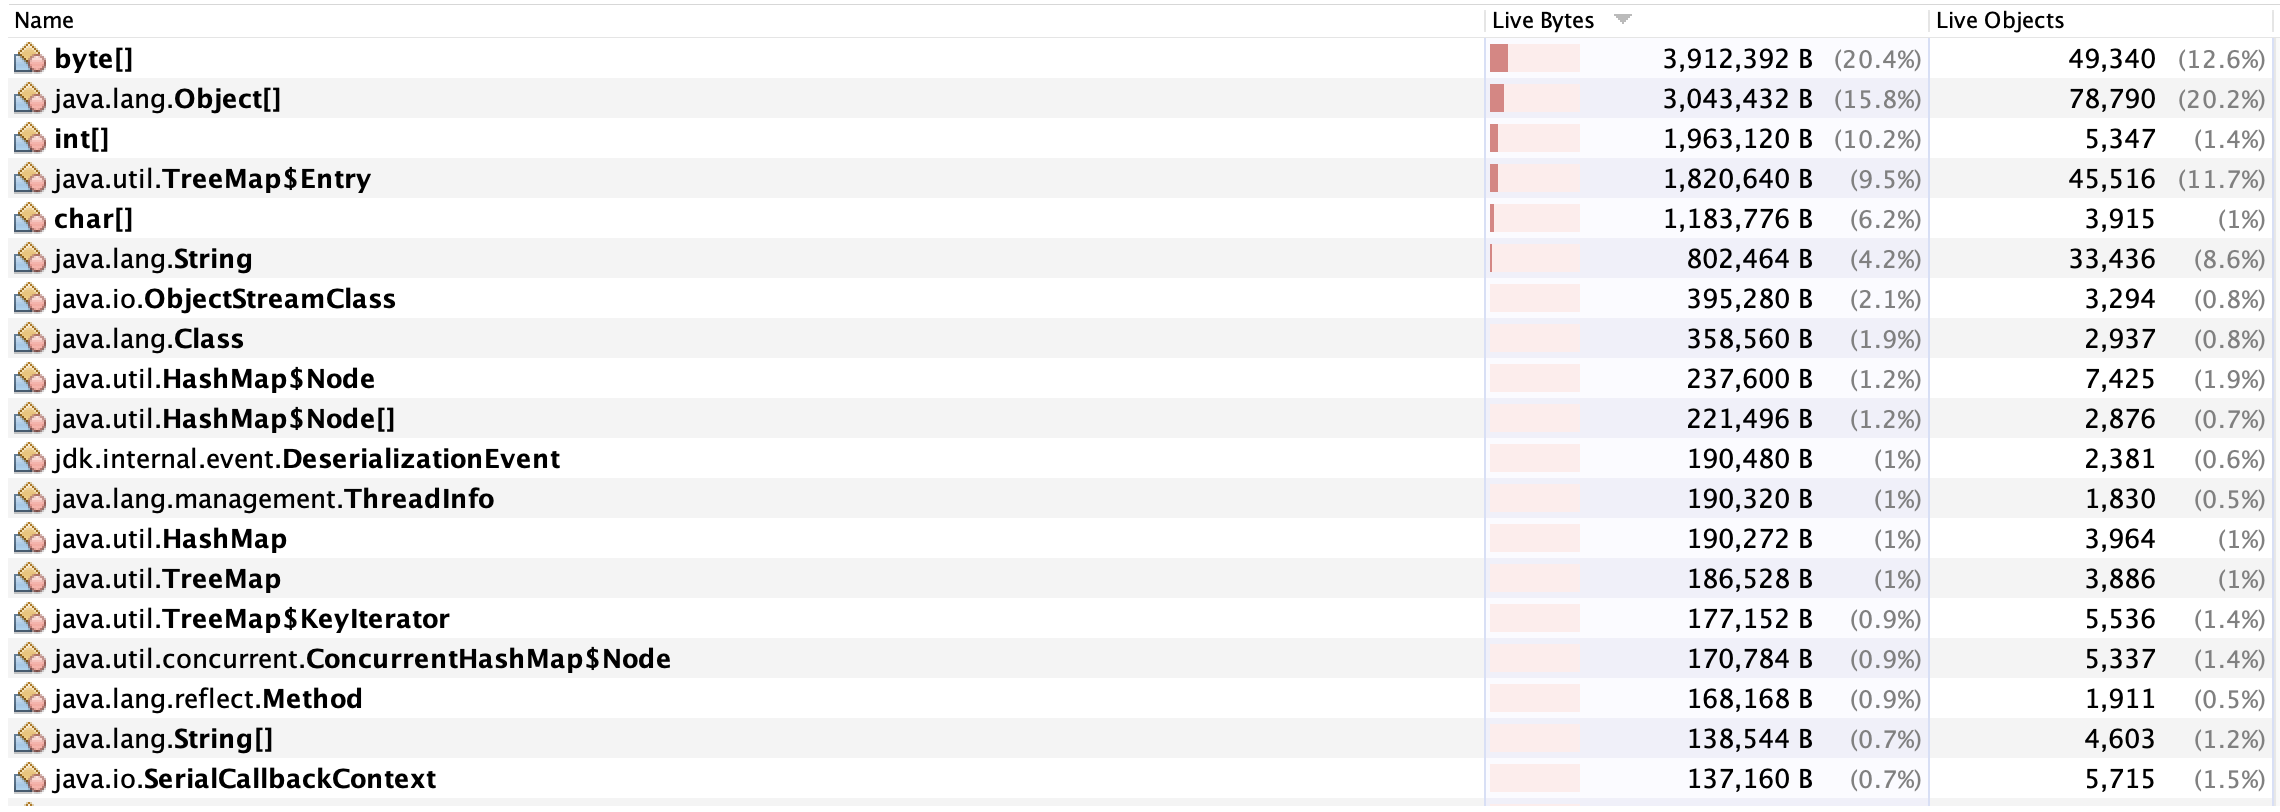 Name Live Bytes Live Objects
byte[] 3,912,392 B (20.4%) 49,340 (12.6%)
java.lang.Object[] 3,043,432 B (15.8%) 78,790 (20.2%)
int[] 1,963,120 B (10.2%) 5,347 (1.4%)
java.util.TreeMap$Entry 1,820,640 B (9.5%) 45,516 (11.7%)
char[] 1,183,776 B (6.2%) 3,915 (1%)
java.lang.String 802,464 B (4.2%) 33,436 (8.6%)
java.io.ObjectStreamClass 395,280 B (2.1%) 3,294 (0.8%)
java.lang.Class 358,560 B (1.9%) 2,937 (0.8%)
java.util.HashMap$Node 237,600 B (1.2%) 7,425 (1.9%)
java.util.HashMap$Node[] 221,496 B (1.2%) 2,876 (0.7%)
jdk.internal.event.DeserializationEvent 190,480 B (1%) 2,381 (0.6%)
java.lang.management.ThreadInfo 190,320 B (1%) 1,830 (0.5%)
java.util.HashMap 190,272 B (1%) 3,964 (1%)
java.util.TreeMap 186,528 B (1%) 3,886 (1%)
java.util.TreeMap$KeyIterator 177,152 B (0.9%) 5,536 (1.4%)
java.util.concurrent.ConcurrentHashMap$Node 170,784 B (0.9%) 5,337 (1.4%)
java.lang.reflect.Method 168,168 B (0.9%) 1,911 (0.5%)
java.lang.String[] 138,544 B (0.7%) 4,603 (1.2%)
java.io.SerialCallbackContext 137,160 B (0.7%) 5,715 (1.5%)